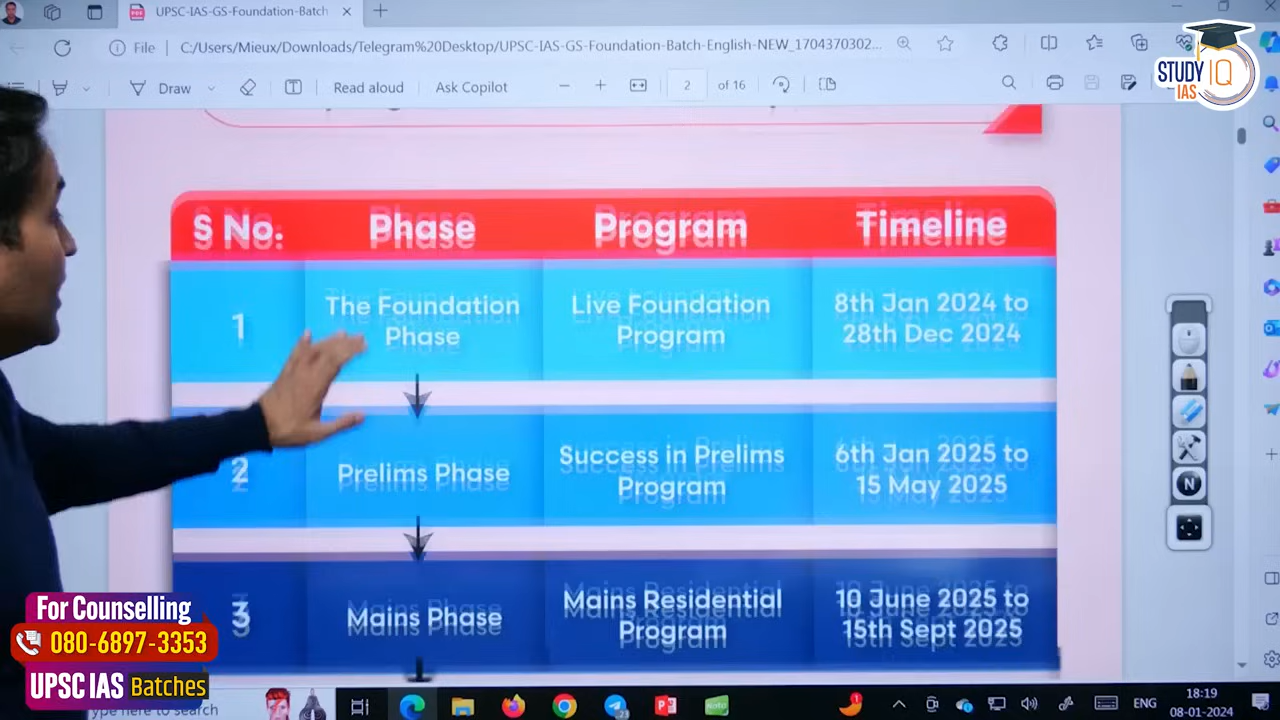 UPSC-IAS-GS-Foundation-Batch
File
C:/Users/Mieux/Downloads/Telegram%20Desktop/UPSC-IAS-GS-Foundation-Batch-English-NEW_1704370302...
STUDY IQ
IAS
Draw
Read aloud
Ask Copilot
2
of 16
S No.
Phase
Program
Timeline
1
The Foundation
Phase
Live Foundation
Program
8th Jan 2024 to
28th Dec 2024
2
Prelims Phase
Success in Prelims
Program
6th Jan 2025 to
15 May 2025
3
Mains Phase
Mains Residential
Program
10 June 2025 to
15th Sept 2025
N
For Counselling
080-6897-3353
UPSC IAS Batches
ype here to search
ENG
18:19
08-01-2024